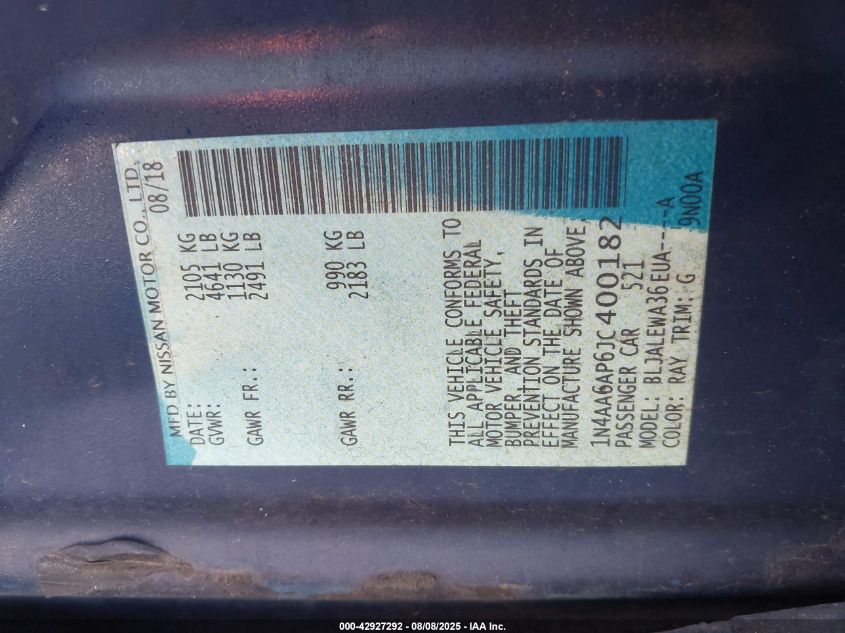 MFD BY NISSAN MOTOR CO., LTD.
DATE: 08/18
GVWR: 2105 KG
4641 LB
GAWR FR.: 1130 KG
2491 LB
GAWR RR.: 990 KG
2183 LB
THIS VEHICLE CONFORMS TO
ALL APPLICABLE FEDERAL
MOTOR VEHICLE SAFETY,
BUMPER, AND THEFT
PREVENTION STANDARDS IN
EFFECT ON THE DATE OF
MANUFACTURE SHOWN ABOVE.
1N4AA6AP6JC400182
PASSENGER CAR 521
MODEL: BLJALEWA36EUA-----A
COLOR: RAY TRIM: G 9N00A
000-42927292 - 08/08/2025 - IAA Inc.